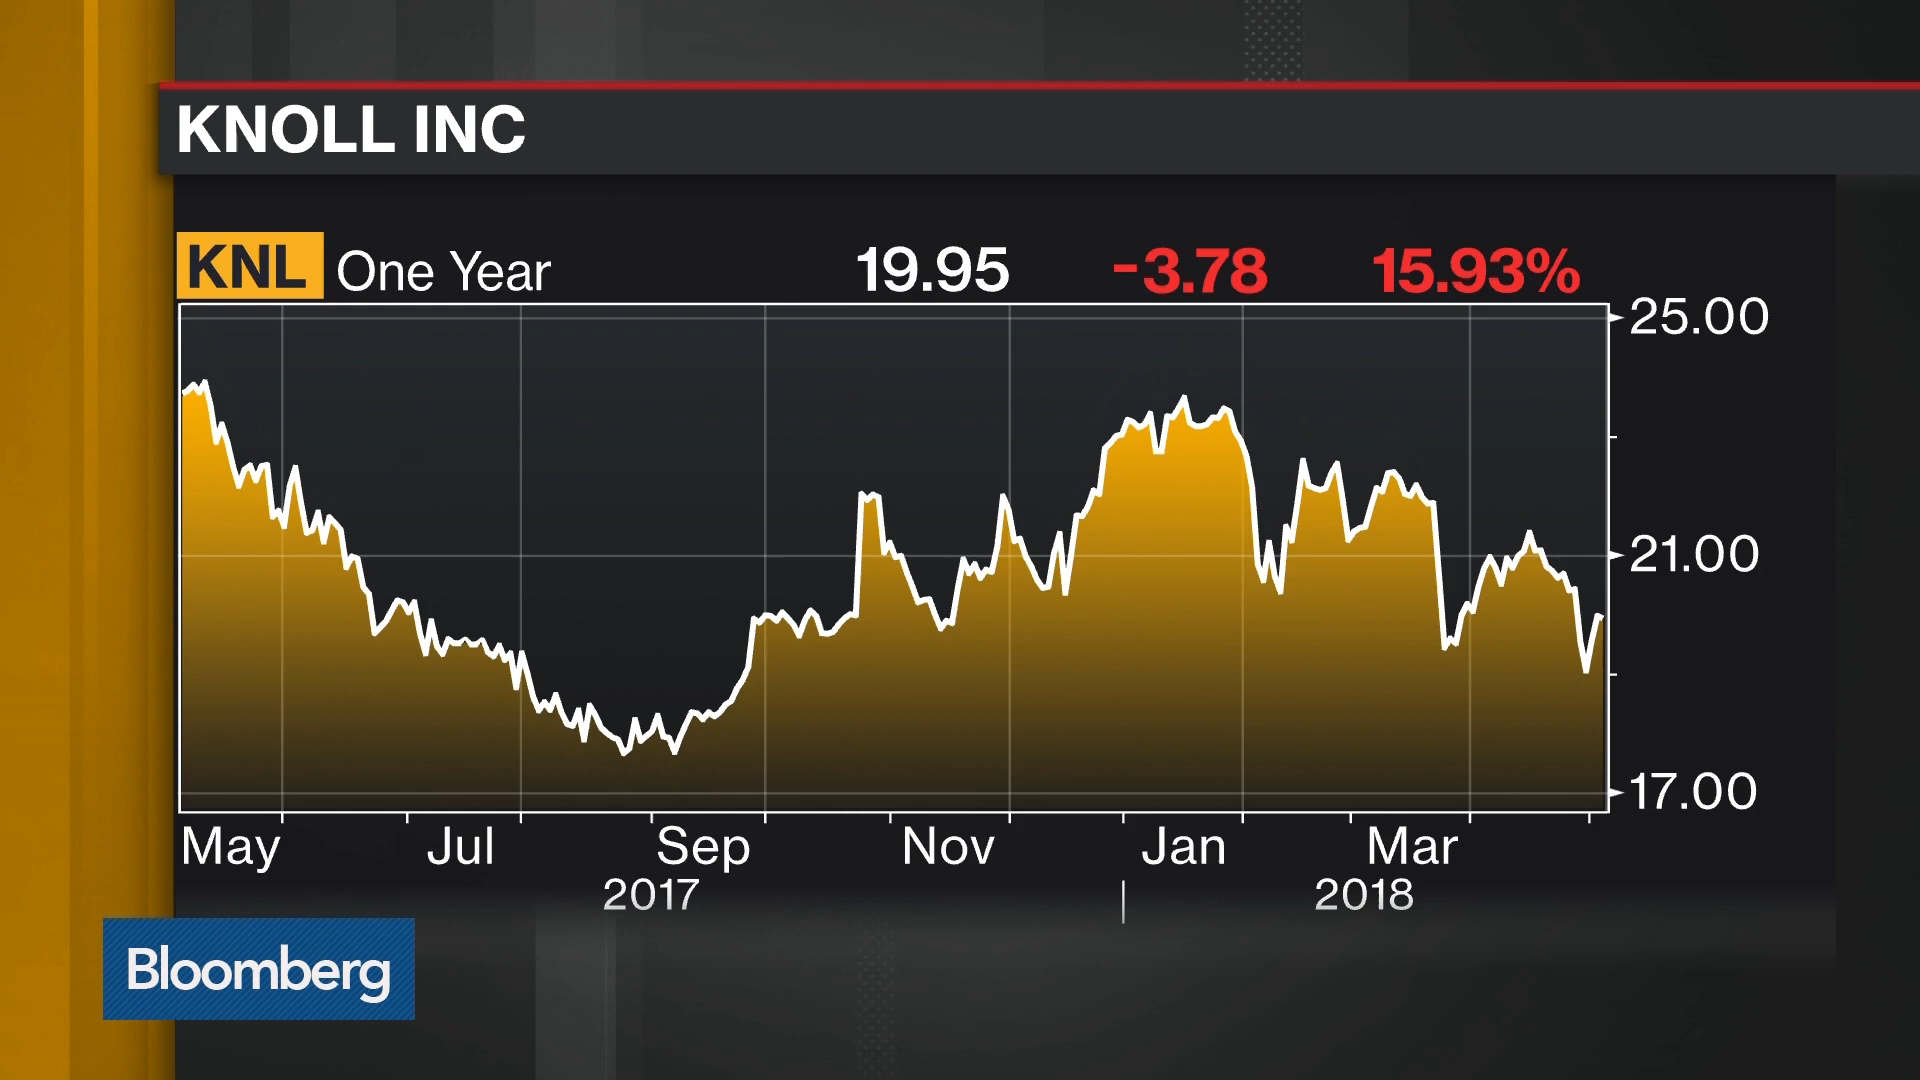 KNOLL INC
KNL One Year 19.95 -3.78 15.93%
25.00
21.00
17.00
May Jul Sep Nov Jan Mar
2017 2018
Bloomberg